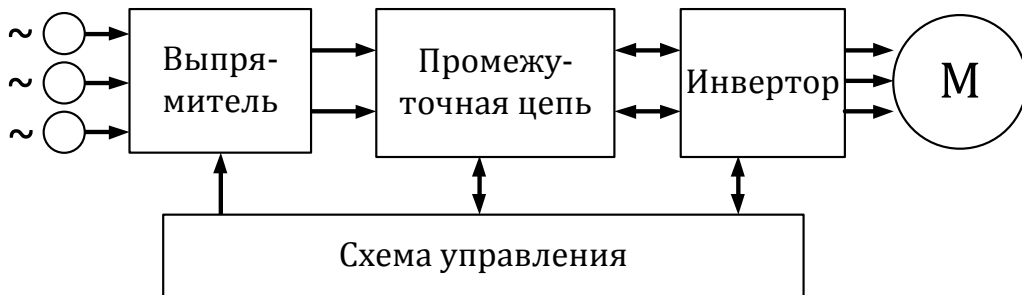 ~
~
~
Выпря-
митель
Промежу-
точная цепь
Инвертор
М
Схема управления